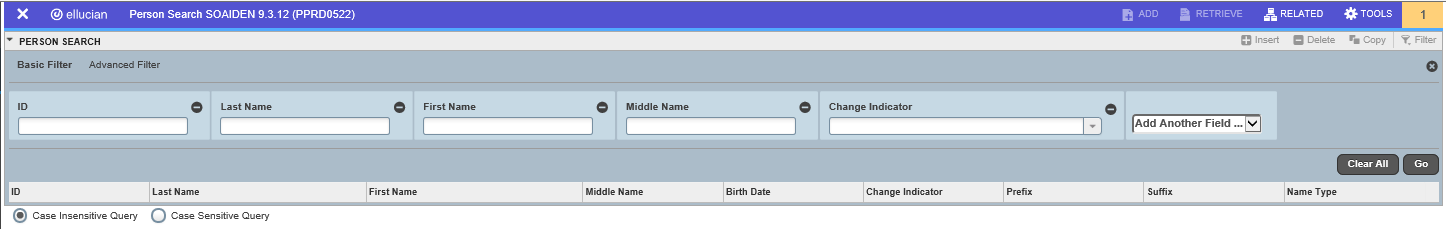 ellucian Person Search SOAIDEN 9.3.12 (PPRD0522) ADD RETRIEVE RELATED TOOLS 1
PERSON SEARCH Insert Delete Copy Filter
Basic Filter Advanced Filter
ID Last Name First Name Middle Name Change Indicator
Add Another Field ...
Clear All Go
ID Last Name First Name Middle Name Birth Date Change Indicator Prefix Suffix Name Type
Case Insensitive Query Case Sensitive Query